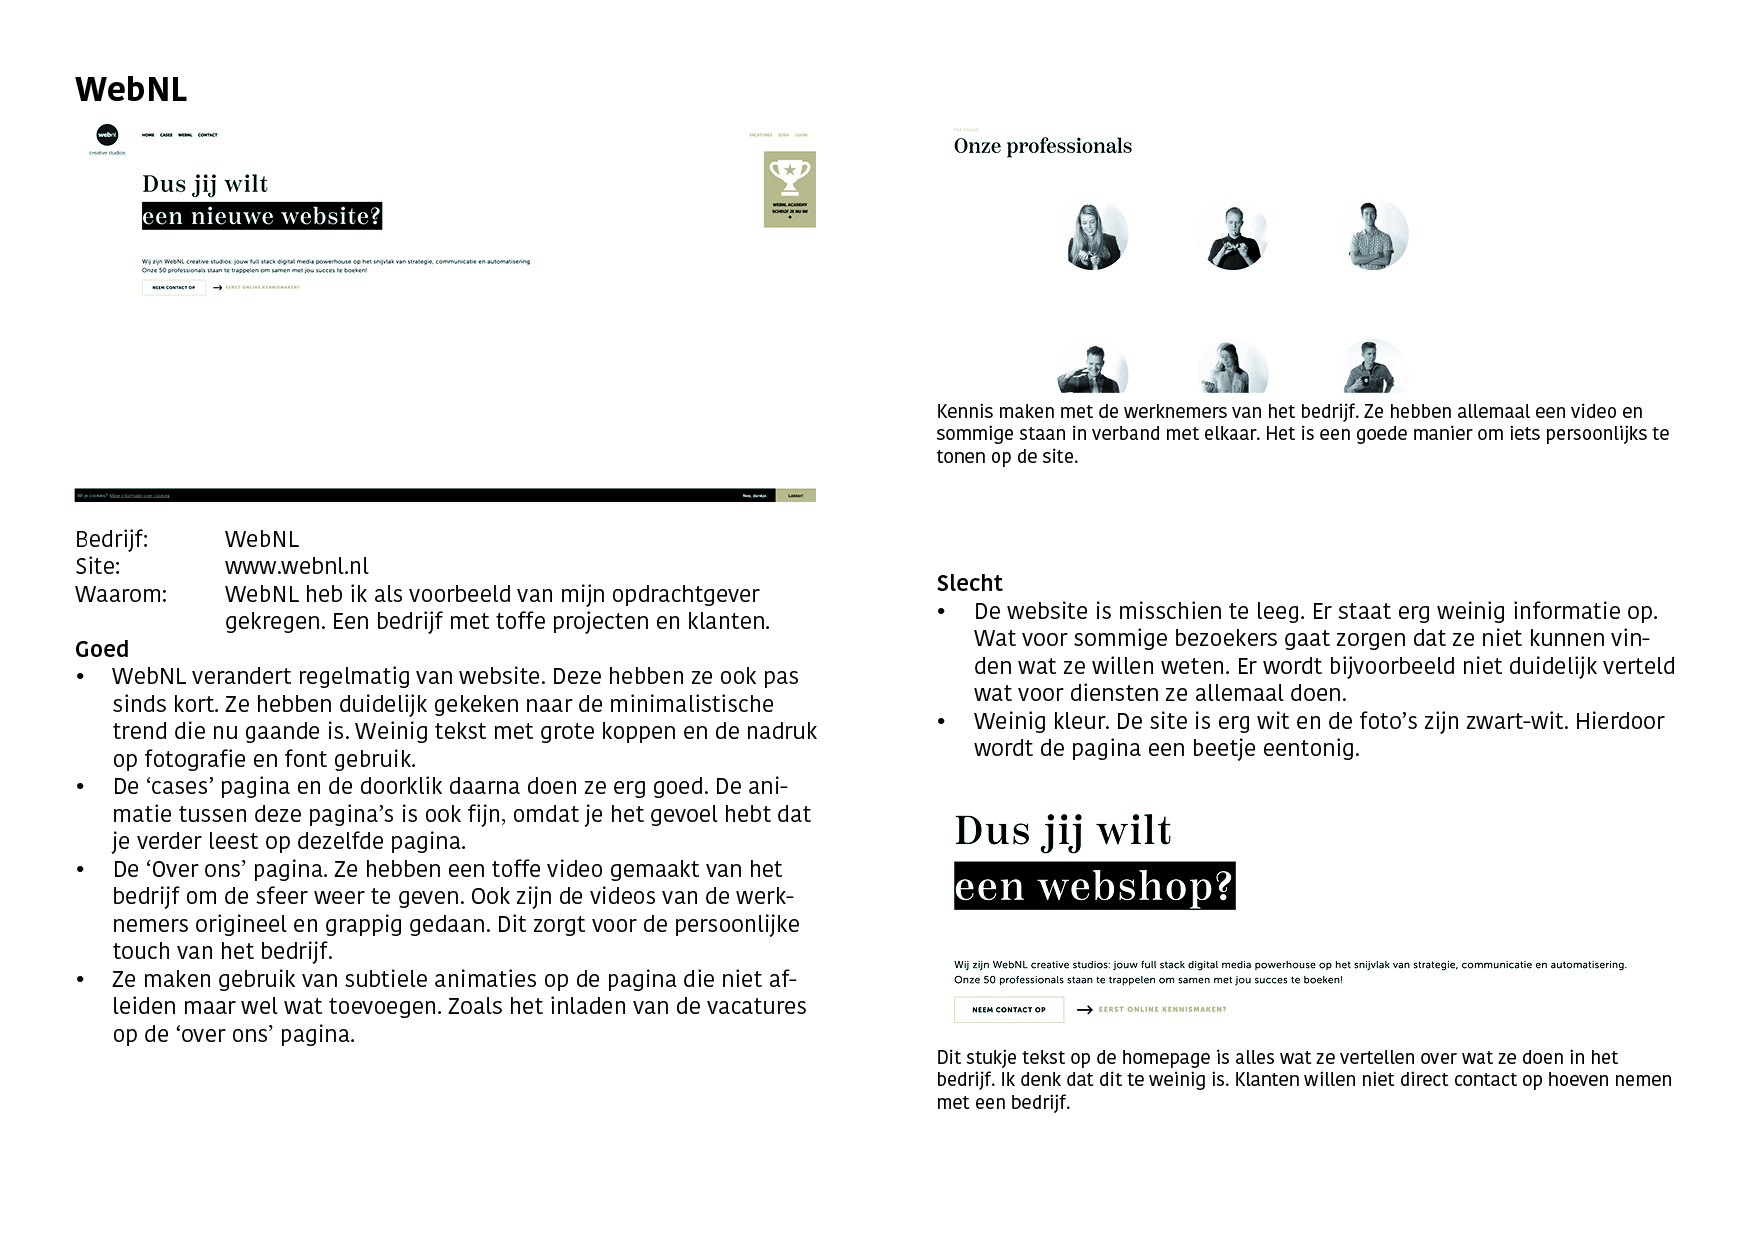 WebNL
webnl
creative studios
HOME CASES WEBNL CONTACT
VACATURES ZOEK LOGIN
Dus jij wilt
een nieuwe website?
WEBNL ACADEMY
SCHRIJF JE NU IN!
Wij zijn WebNL creative studios: jouw full stack digital media powerhouse op het snijvlak van strategie, communicatie en automatisering.
Onze 50 professionals staan te trappelen om samen met jou succes te boeken!
NEEM CONTACT OP → EERST ONLINE KENNISMAKEN?
Wil je cookies? Meer informatie over cookies
Nee, dankje. Lekker!
Bedrijf: WebNL
Site: www.webnl.nl
Waarom: WebNL heb ik als voorbeeld van mijn opdrachtgever
gekregen. Een bedrijf met toffe projecten en klanten.
Goed
• WebNL verandert regelmatig van website. Deze hebben ze ook pas
sinds kort. Ze hebben duidelijk gekeken naar de minimalistische
trend die nu gaande is. Weinig tekst met grote koppen en de nadruk
op fotografie en font gebruik.
• De ‘cases’ pagina en de doorklik daarna doen ze erg goed. De ani-
matie tussen deze pagina’s is ook fijn, omdat je het gevoel hebt dat
je verder leest op dezelfde pagina.
• De ‘Over ons’ pagina. Ze hebben een toffe video gemaakt van het
bedrijf om de sfeer weer te geven. Ook zijn de videos van de werk-
nemers origineel en grappig gedaan. Dit zorgt voor de persoonlijke
touch van het bedrijf.
• Ze maken gebruik van subtiele animaties op de pagina die niet af-
leiden maar wel wat toevoegen. Zoals het inladen van de vacatures
op de ‘over ons’ pagina.
Onze professionals
Kennis maken met de werknemers van het bedrijf. Ze hebben allemaal een video en
sommige staan in verband met elkaar. Het is een goede manier om iets persoonlijks te
tonen op de site.
Slecht
• De website is misschien te leeg. Er staat erg weinig informatie op.
Wat voor sommige bezoekers gaat zorgen dat ze niet kunnen vin-
den wat ze willen weten. Er wordt bijvoorbeeld niet duidelijk verteld
wat voor diensten ze allemaal doen.
• Weinig kleur. De site is erg wit en de foto’s zijn zwart-wit. Hierdoor
wordt de pagina een beetje eentonig.
Dus jij wilt
een webshop?
Wij zijn WebNL creative studios: jouw full stack digital media powerhouse op het snijvlak van strategie, communicatie en automatisering.
Onze 50 professionals staan te trappelen om samen met jou succes te boeken!
NEEM CONTACT OP → EERST ONLINE KENNISMAKEN?
Dit stukje tekst op de homepage is alles wat ze vertellen over wat ze doen in het
bedrijf. Ik denk dat dit te weinig is. Klanten willen niet direct contact op hoeven nemen
met een bedrijf.